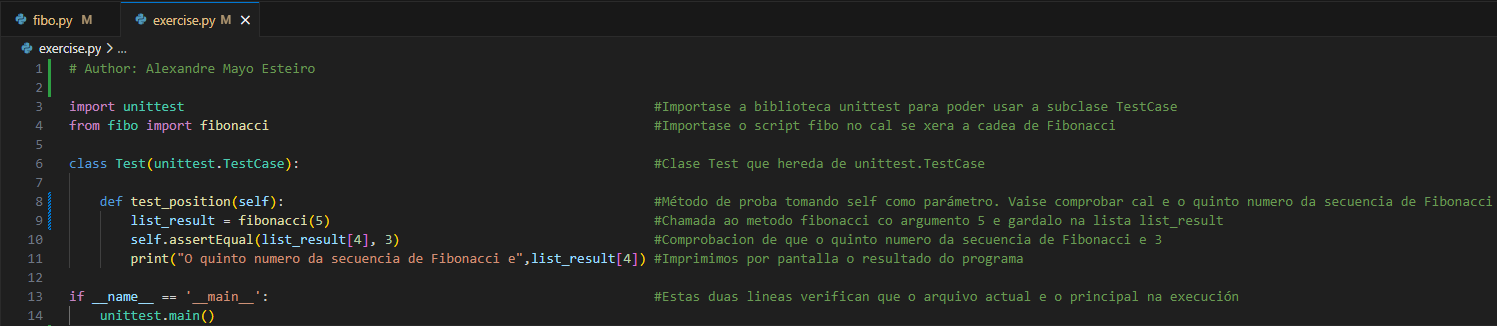 fibo.py M exercise.py M ×
exercise.py > ...
1 # Author: Alexandre Mayo Esteiro
2
3 import unittest #Importase a biblioteca unittest para poder usar a subclase TestCase
4 from fibo import fibonacci #Importase o script fibo no cal se xera a cadea de Fibonacci
5
6 class Test(unittest.TestCase): #Clase Test que hereda de unittest.TestCase
7
8 def test_position(self): #Método de proba tomando self como parámetro. Vaise comprobar cal e o quinto numero da secuencia de Fibonacci
9 list_result = fibonacci(5) #Chamada ao metodo fibonacci co argumento 5 e gardalo na lista list_result
10 self.assertEqual(list_result[4], 3) #Comprobacion de que o quinto numero da secuencia de Fibonacci e 3
11 print("O quinto numero da secuencia de Fibonacci e",list_result[4]) #Imprimimos por pantalla o resultado do programa
12
13 if __name__ == '__main__': #Estas duas lineas verifican que o arquivo actual e o principal na execución
14 unittest.main()